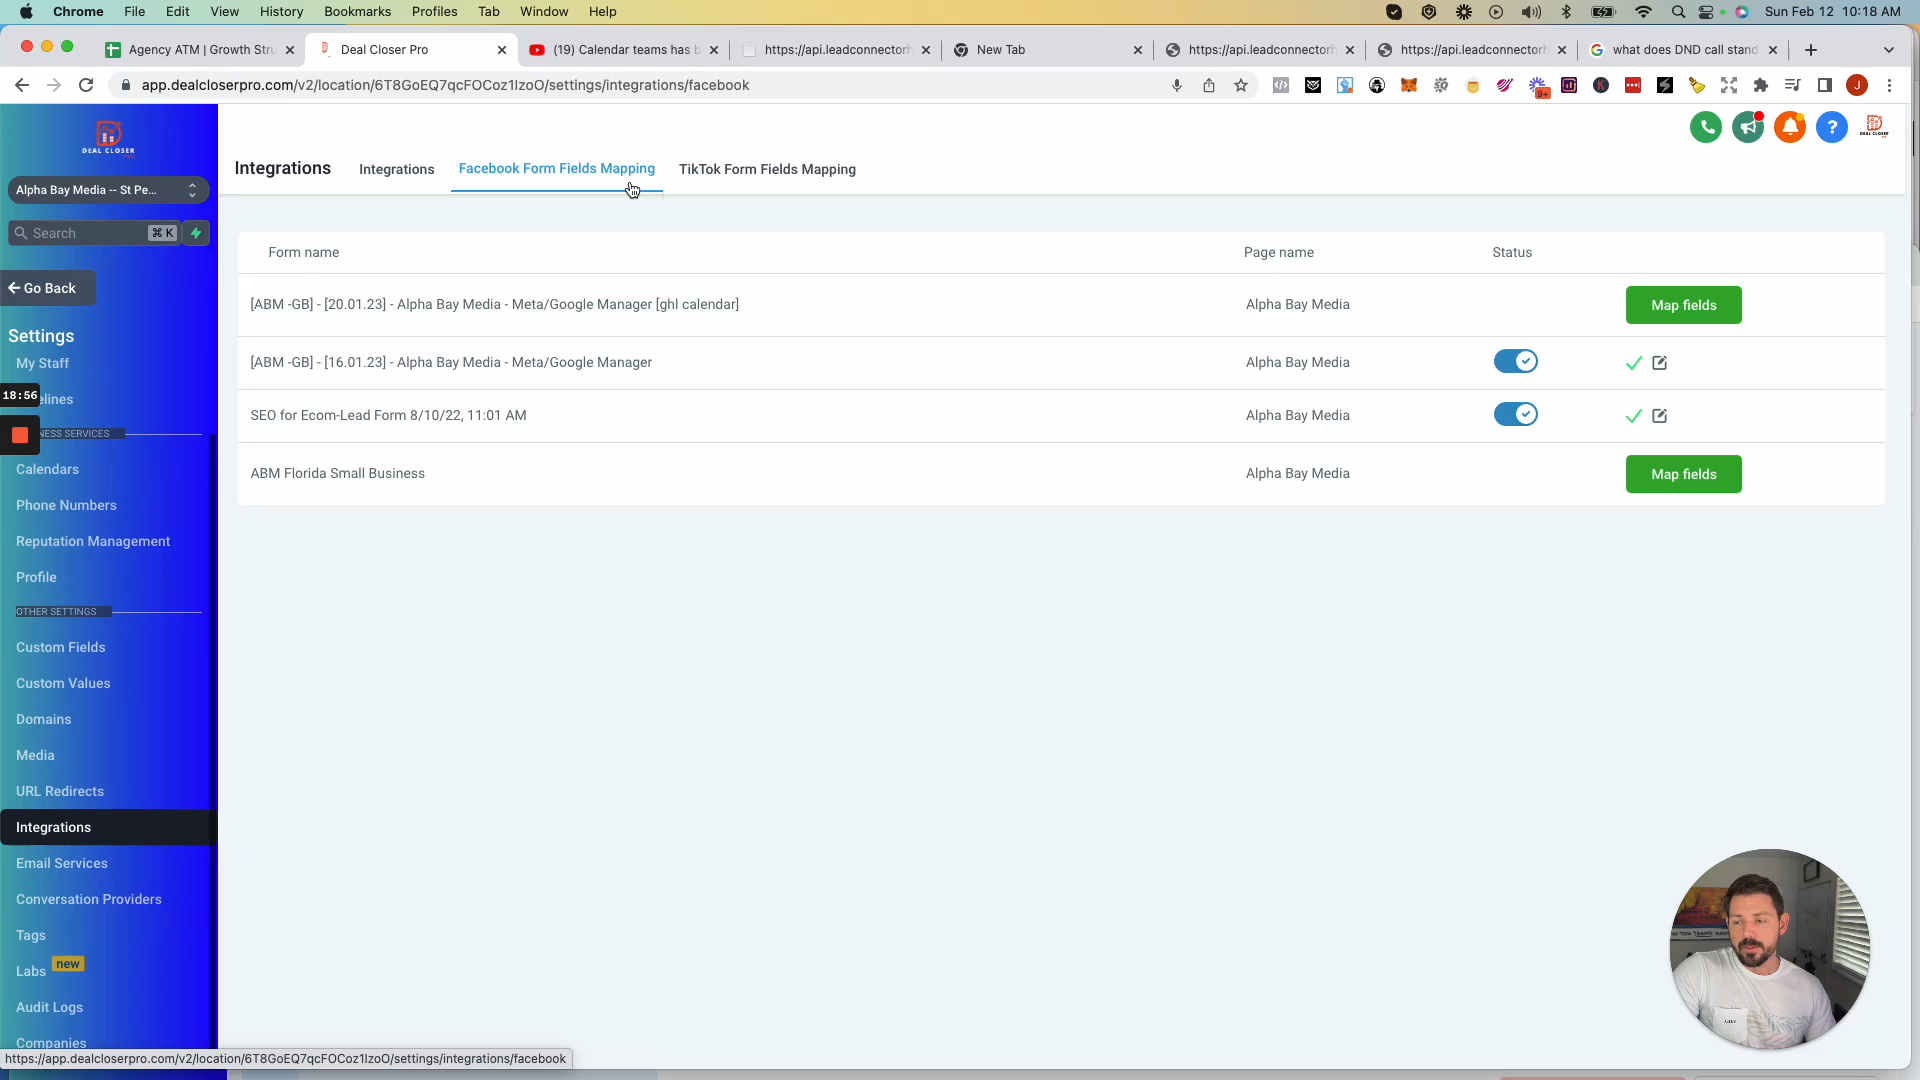 Chrome File Edit View History Bookmarks Profiles Tab Window Help Sun Feb 12 10:18 AM
Agency ATM | Growth Stru Deal Closer Pro (19) Calendar teams has b https://api.leadconnectorh New Tab https://api.leadconnectorh https://api.leadconnectorh what does DND call stand
app.dealcloserpro.com/v2/location/6T8GoEQ7qcFOCoz1IzoO/settings/integrations/facebook
9+
DEAL CLOSER
Integrations Integrations Facebook Form Fields Mapping TikTok Form Fields Mapping
Alpha Bay Media -- St Pe...
Search ⌘ K
Go Back
Settings
My Staff
18:56
elines
NESS SERVICES
Calendars
Phone Numbers
Reputation Management
Profile
OTHER SETTINGS
Custom Fields
Custom Values
Domains
Media
URL Redirects
Integrations
Email Services
Conversation Providers
Tags
Labs new
Audit Logs
Companies
Form name Page name Status
[ABM -GB] - [20.01.23] - Alpha Bay Media - Meta/Google Manager [ghl calendar] Alpha Bay Media Map fields
[ABM -GB] - [16.01.23] - Alpha Bay Media - Meta/Google Manager Alpha Bay Media
SEO for Ecom-Lead Form 8/10/22, 11:01 AM Alpha Bay Media
ABM Florida Small Business Alpha Bay Media Map fields
https://app.dealcloserpro.com/v2/location/6T8GoEQ7qcFOCoz1IzoO/settings/integrations/facebook